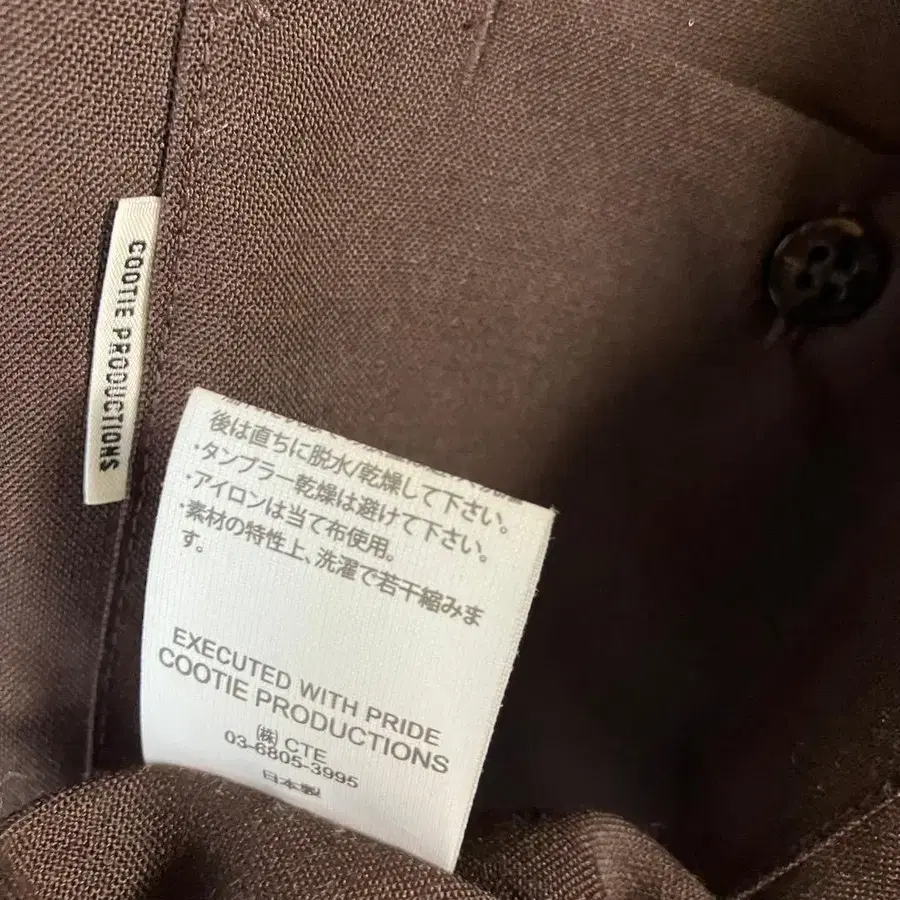 COOTIE PRODUCTIONS
後は直ちに脱水/乾燥して下さい。
・タンブラー乾燥は避けて下さい。
・アイロンは当て布使用。
・素材の特性上、洗濯で若干縮みま
す。
EXECUTED WITH PRIDE
COOTIE PRODUCTIONS
㈱ CTE
03-6805-3995
日本製